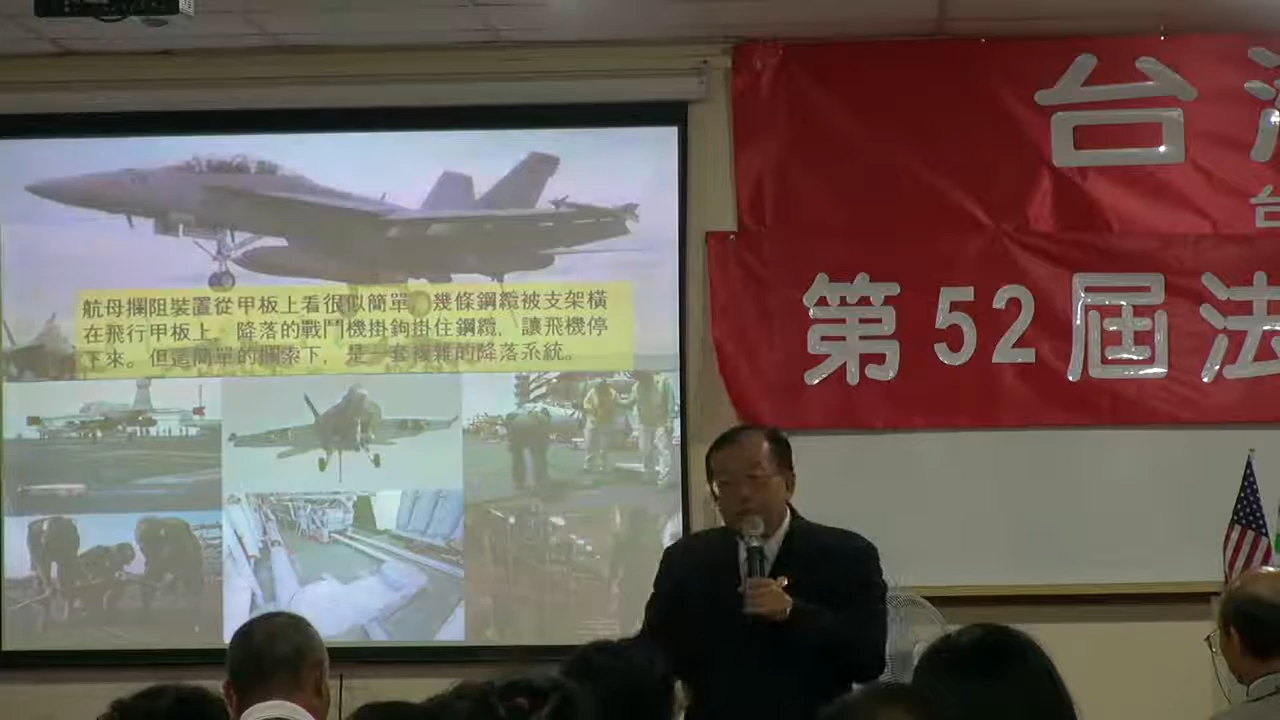 航母攔阻裝置從甲板上看很似簡單。幾條鋼纜被支架橫
在飛行甲板上，降落的戰鬥機掛鉤掛住鋼纜，讓飛機停
下來。但這簡單的攔索下，是一套複雜的降落系統。
台
台
第52屆法